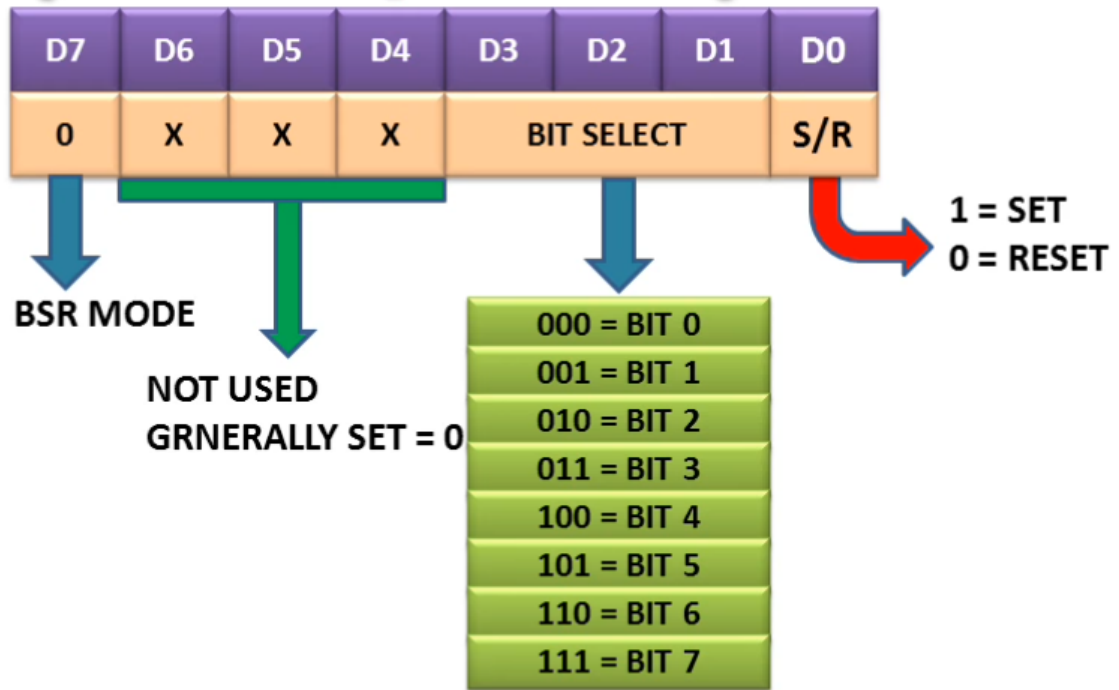 D7 D6 D5 D4 D3 D2 D1 D0
0 X X X BIT SELECT S/R
1 = SET
0 = RESET
BSR MODE
NOT USED
GRNERALLY SET = 0
000 = BIT 0
001 = BIT 1
010 = BIT 2
011 = BIT 3
100 = BIT 4
101 = BIT 5
110 = BIT 6
111 = BIT 7